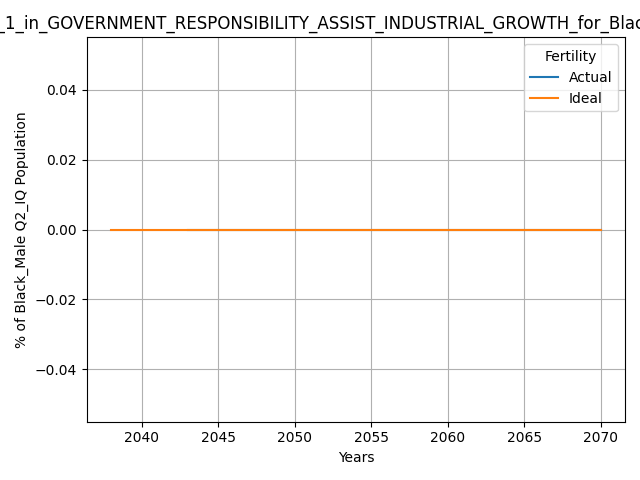 _1_in_GOVERNMENT_RESPONSIBILITY_ASSIST_INDUSTRIAL_GROWTH_for_Blac
Fertility
Actual
Ideal
% of Black_Male Q2_IQ Population
0.04
0.02
0.00
−0.02
−0.04
2040 2045 2050 2055 2060 2065 2070
Years